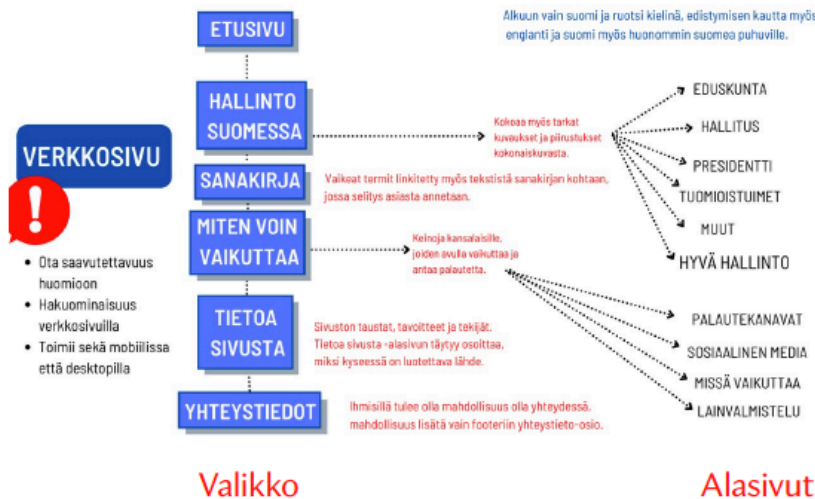 Alkuun vain suomi ja ruotsi kielinä, edistymisen kautta myös
englanti ja suomi myös huonommin suomea puhuville.
ETUSIVU
HALLINTO
SUOMESSA
Kokoaa myös tarkat
kuvaukset ja piirustukset
kokonaiskuvasta.
EDUSKUNTA
HALLITUS
PRESIDENTTI
TUOMIOISTUIMET
MUUT
HYVÄ HALLINTO
VERKKOSIVU
!
Ota saavutettavuus
huomioon
Hakuominaisuus
verkkosivuilla
Toimii sekä mobiilissa
että desktopilla
SANAKIRJA
Vaikeat termit linkitetty myös tekstistä sanakirjan kohtaan,
jossa selitys asiasta annetaan.
MITEN VOIN
VAIKUTTAA
Keinoja kansalaisille,
joiden avulla vaikuttaa ja
antaa palautetta.
PALAUTEKANAVAT
SOSIAALINEN MEDIA
MISSÄ VAIKUTTAA
LAINVALMISTELU
TIETOA
SIVUSTA
Sivuston taustat, tavoitteet ja tekijät.
Tietoa sivusta -alasivun täytyy osoittaa,
miksi kyseessä on luotettava lähde.
YHTEYSTIEDOT
Ihmisillä tulee olla mahdollisuus olla yhteydessä,
mahdollisuus lisätä vain footeriin yhteystieto-osio.
Valikko
Alasivut